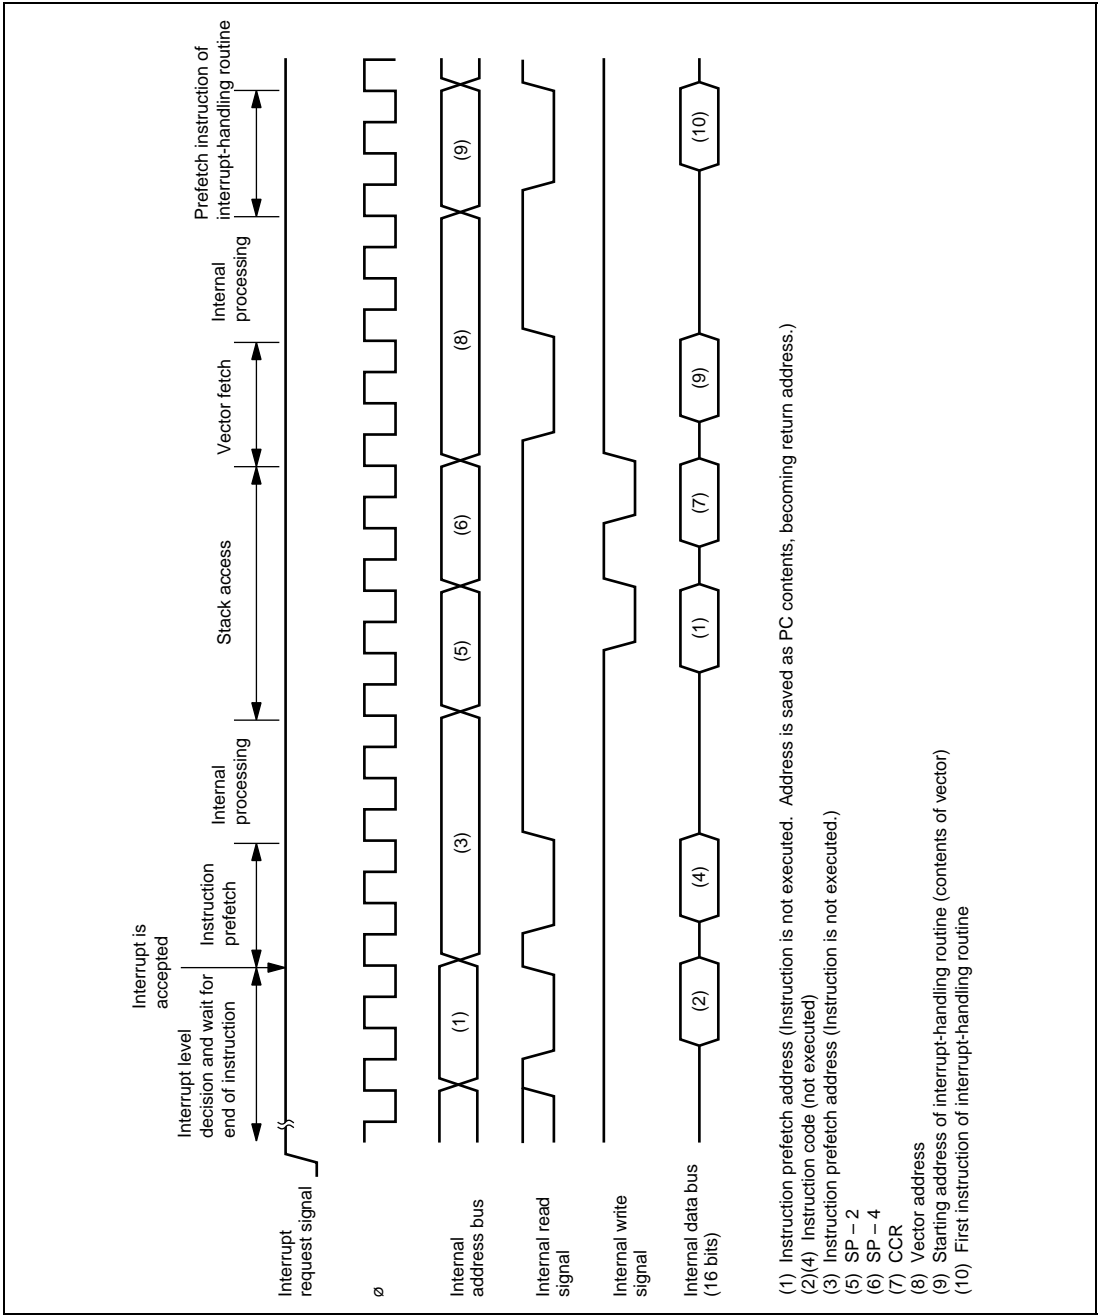 Interrupt is
accepted
Interrupt level
decision and wait for
end of instruction
Instruction
prefetch
Internal
processing
Stack access
Vector fetch
Internal
processing
Prefetch instruction of
interrupt-handling routine
Interrupt
request signal
ø
Internal
address bus
(1)
(3)
(5)
(6)
(8)
(9)
Internal read
signal
Internal write
signal
Internal data bus
(16 bits)
(2)
(4)
(1)
(7)
(9)
(10)
(1) Instruction prefetch address (Instruction is not executed. Address is saved as PC contents, becoming return address.)
(2)(4) Instruction code (not executed)
(3) Instruction prefetch address (Instruction is not executed.)
(5) SP – 2
(6) SP – 4
(7) CCR
(8) Vector address
(9) Starting address of interrupt-handling routine (contents of vector)
(10) First instruction of interrupt-handling routine